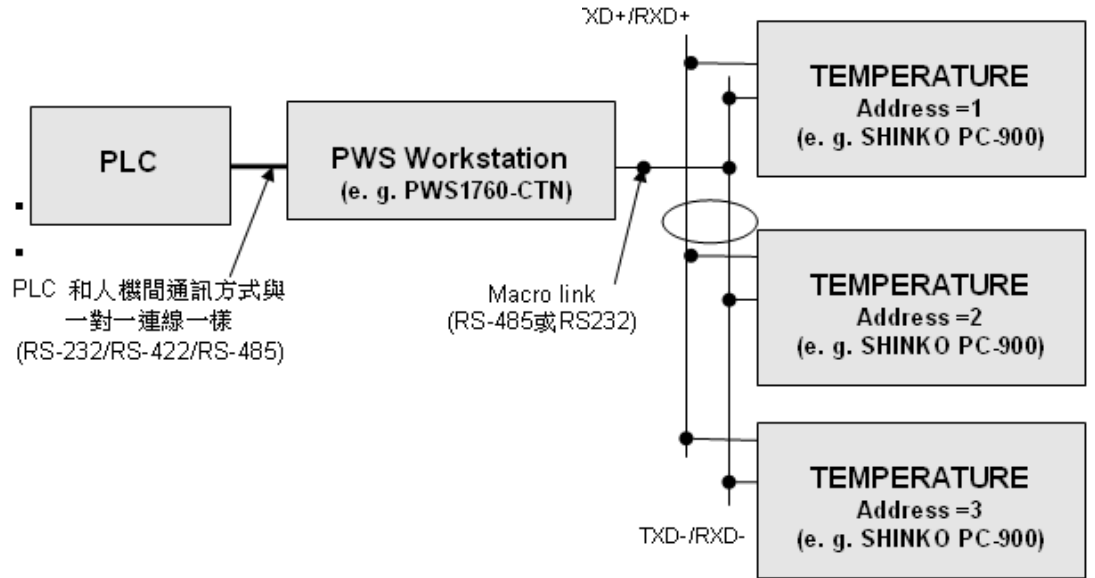 TXD+/RXD+
TEMPERATURE
Address =1
(e. g. SHINKO PC-900)
PLC
PWS Workstation
(e. g. PWS1760-CTN)
PLC 和人機間通訊方式與
一對一連線一樣
(RS-232/RS-422/RS-485)
Macro link
(RS-485或RS232)
TEMPERATURE
Address =2
(e. g. SHINKO PC-900)
TEMPERATURE
Address =3
(e. g. SHINKO PC-900)
TXD-/RXD-